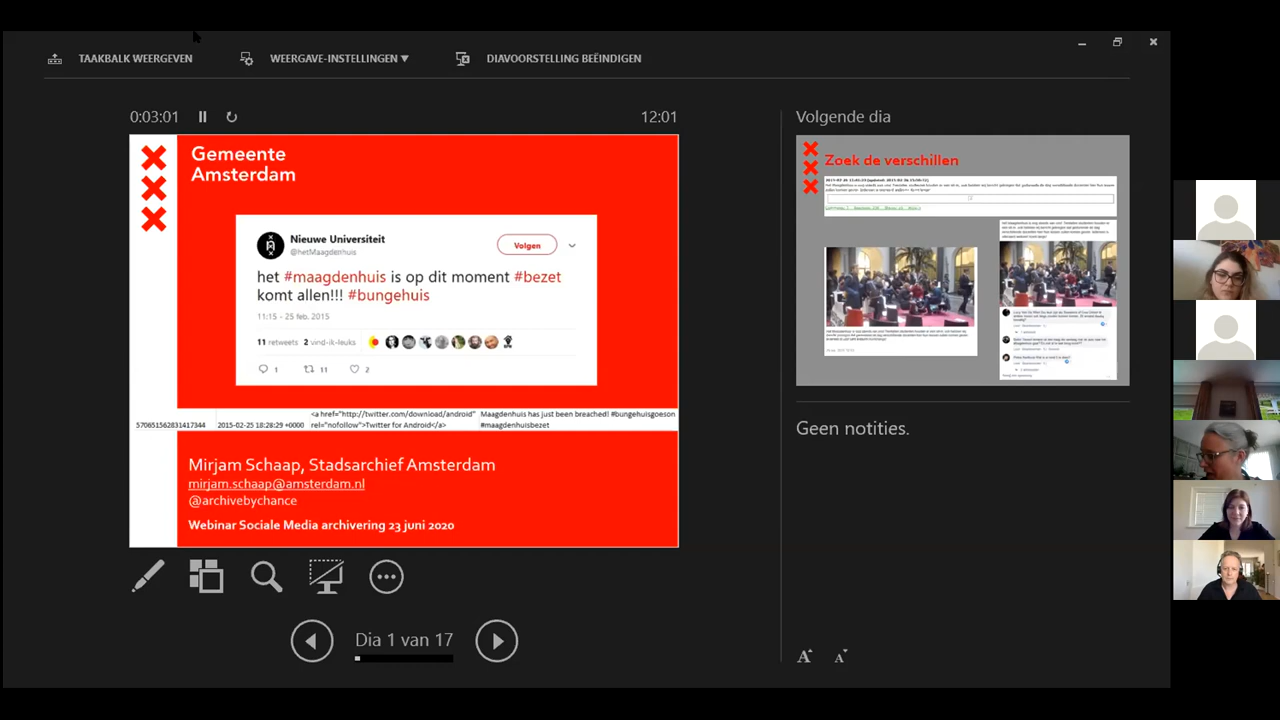 TAAKBALK WEERGEVEN
WEERGAVE-INSTELLINGEN ▼
DIAVOORSTELLING BEËINDIGEN
0:03:01
12:01
Gemeente
Amsterdam
Nieuwe Universiteit
@hetMaagdenhuis
Volgen
het #maagdenhuis is op dit moment #bezet
komt allen!!! #bungehuis
11:15 - 25 feb. 2015
11 retweets 2 vind-ik-leuks
1
11
2
<a href="http://twitter.com/download/android" Maagdenhuis has just been breached! #bungehuisgoeson
570651562831417344 2015-02-25 18:28:29 +0000 rel="nofollow">Twitter for Android</a> #maagdenhuisbezet
Mirjam Schaap, Stadsarchief Amsterdam
mirjam.schaap@amsterdam.nl
@archivebychance
Webinar Sociale Media archivering 23 juni 2020
Dia 1 van 17
Volgende dia
Zoek de verschillen
Geen notities.
A
A